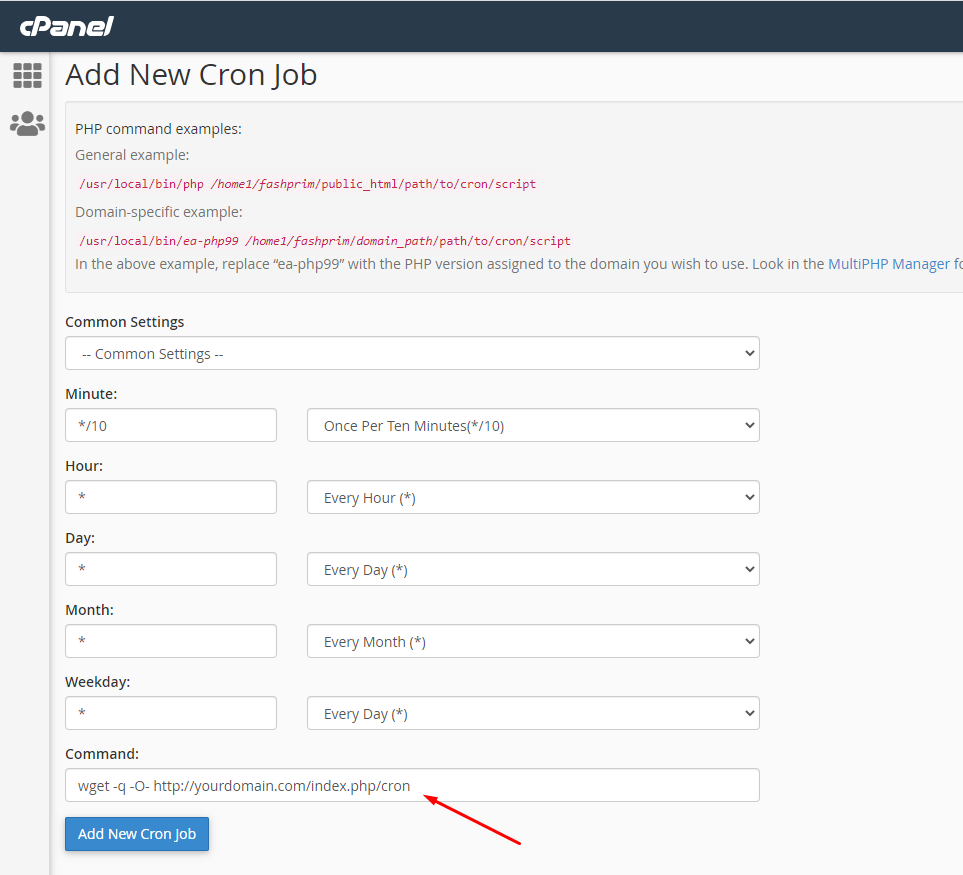 cPanel
Add New Cron Job
PHP command examples:
General example:
/usr/local/bin/php /home1/fashprim/public_html/path/to/cron/script
Domain-specific example:
/usr/local/bin/ea-php99 /home1/fashprim/domain_path/path/to/cron/script
In the above example, replace “ea-php99” with the PHP version assigned to the domain you wish to use. Look in the MultiPHP Manager fo
Common Settings
-- Common Settings --
Minute:
*/10 Once Per Ten Minutes(*/10)
Hour:
* Every Hour (*)
Day:
* Every Day (*)
Month:
* Every Month (*)
Weekday:
* Every Day (*)
Command:
wget -q -O- http://yourdomain.com/index.php/cron
Add New Cron Job